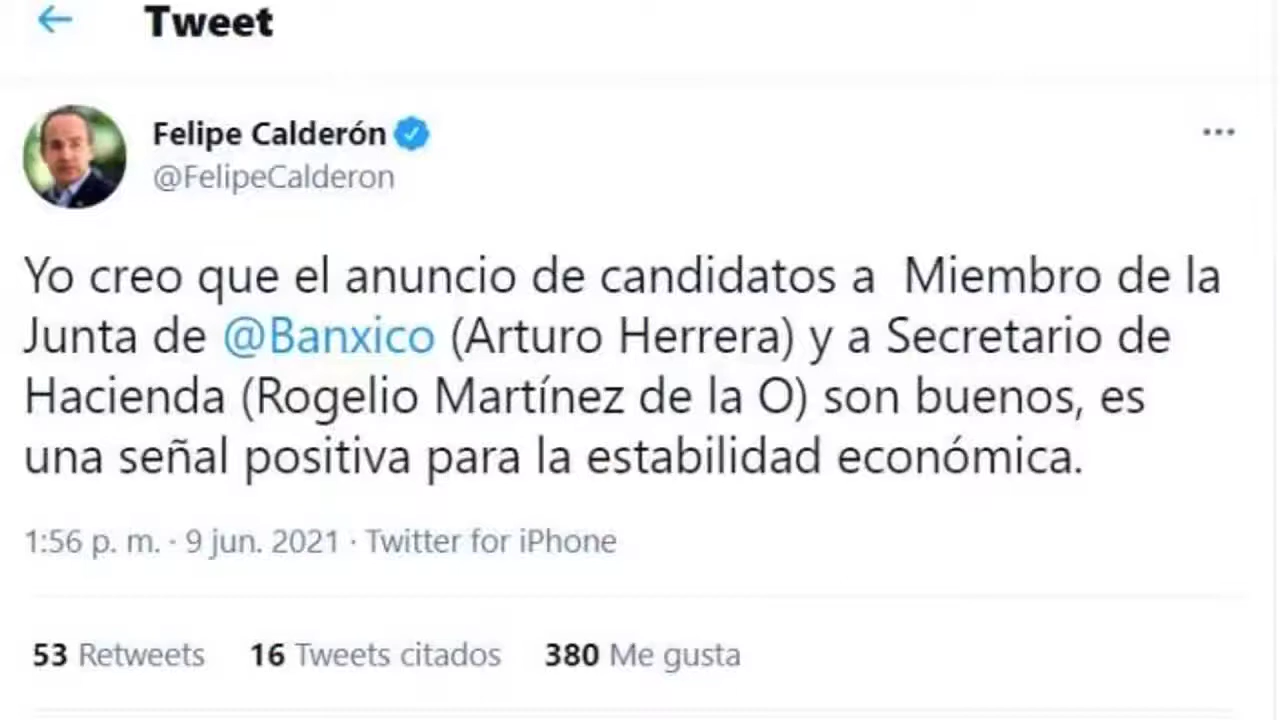 Tweet
Felipe Calderón
@FelipeCalderon
Yo creo que el anuncio de candidatos a Miembro de la
Junta de @Banxico (Arturo Herrera) y a Secretario de
Hacienda (Rogelio Martínez de la O) son buenos, es
una señal positiva para la estabilidad económica.
1:56 p. m. · 9 jun. 2021 · Twitter for iPhone
53 Retweets 16 Tweets citados 380 Me gusta